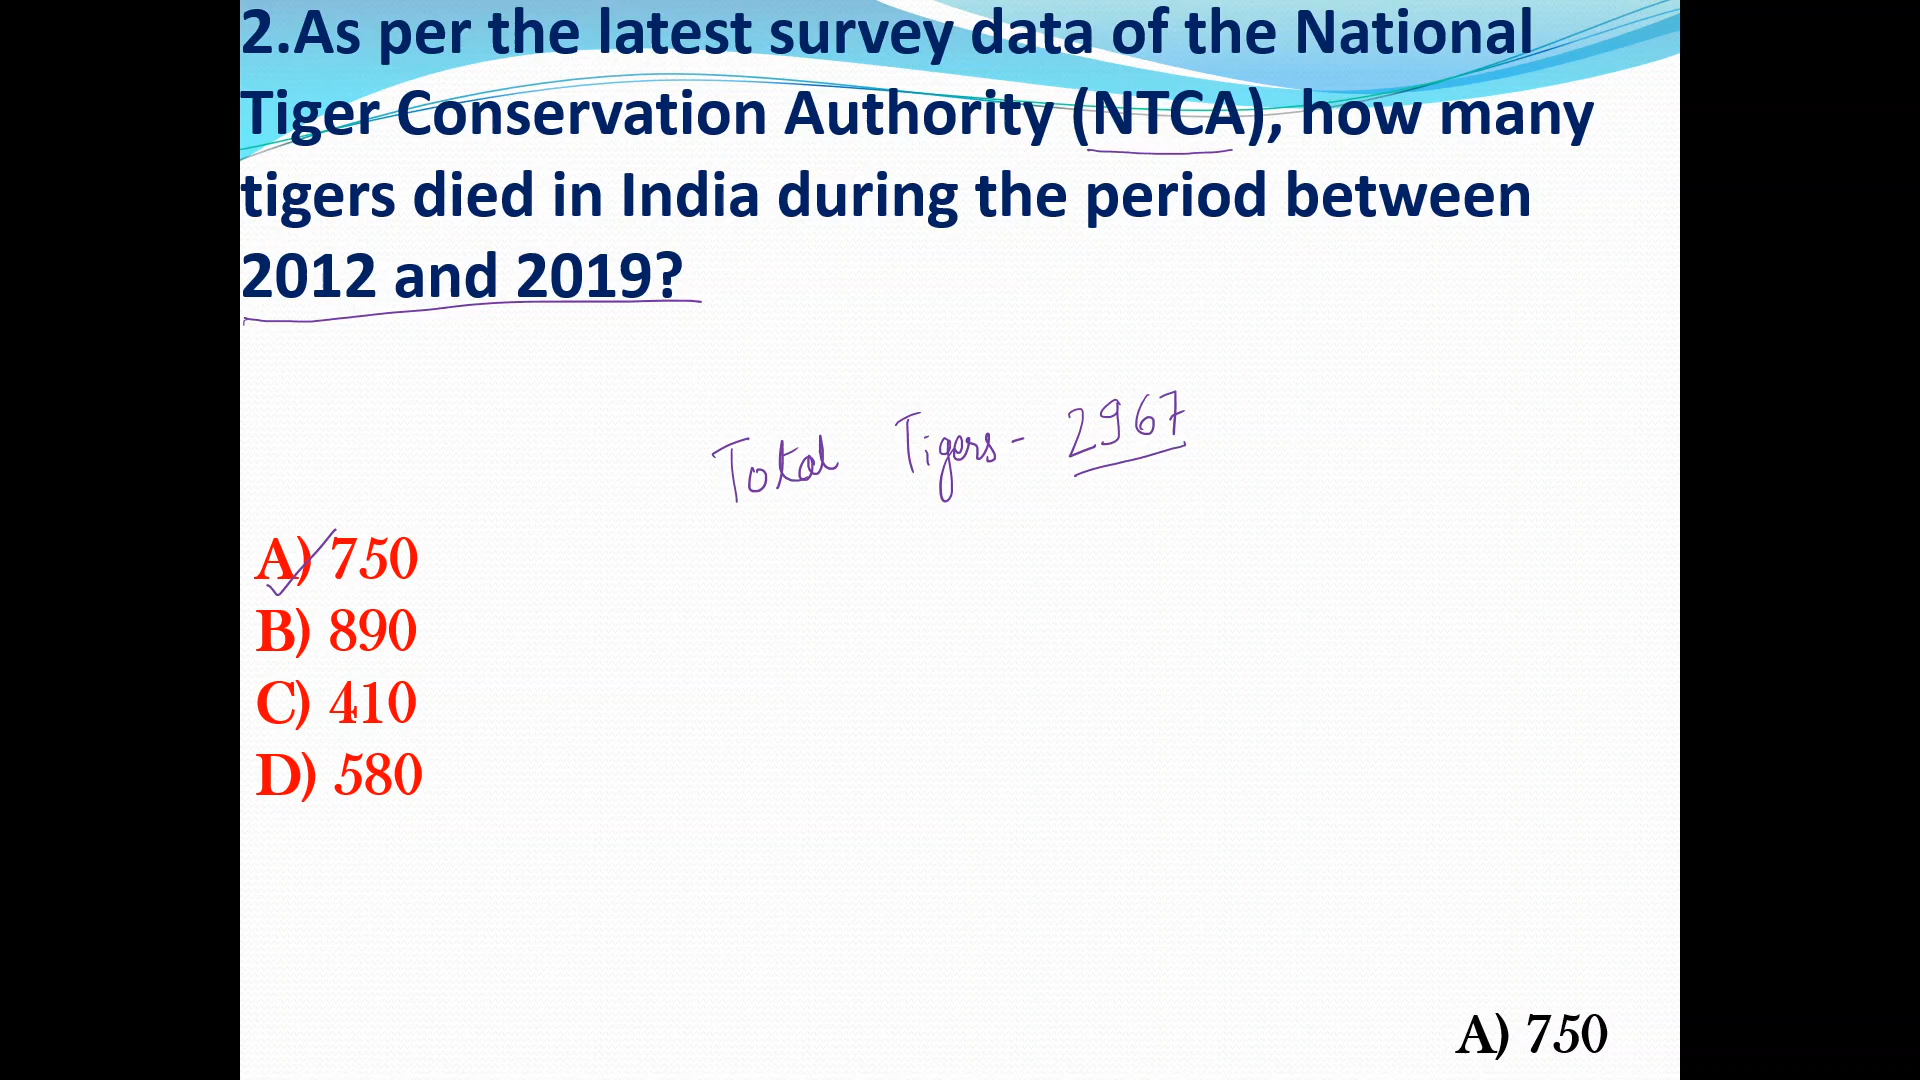 2.As per the latest survey data of the National
Tiger Conservation Authority (NTCA), how many
tigers died in India during the period between
2012 and 2019?
Total Tigers - 2967
A) 750
B) 890
C) 410
D) 580
A) 750